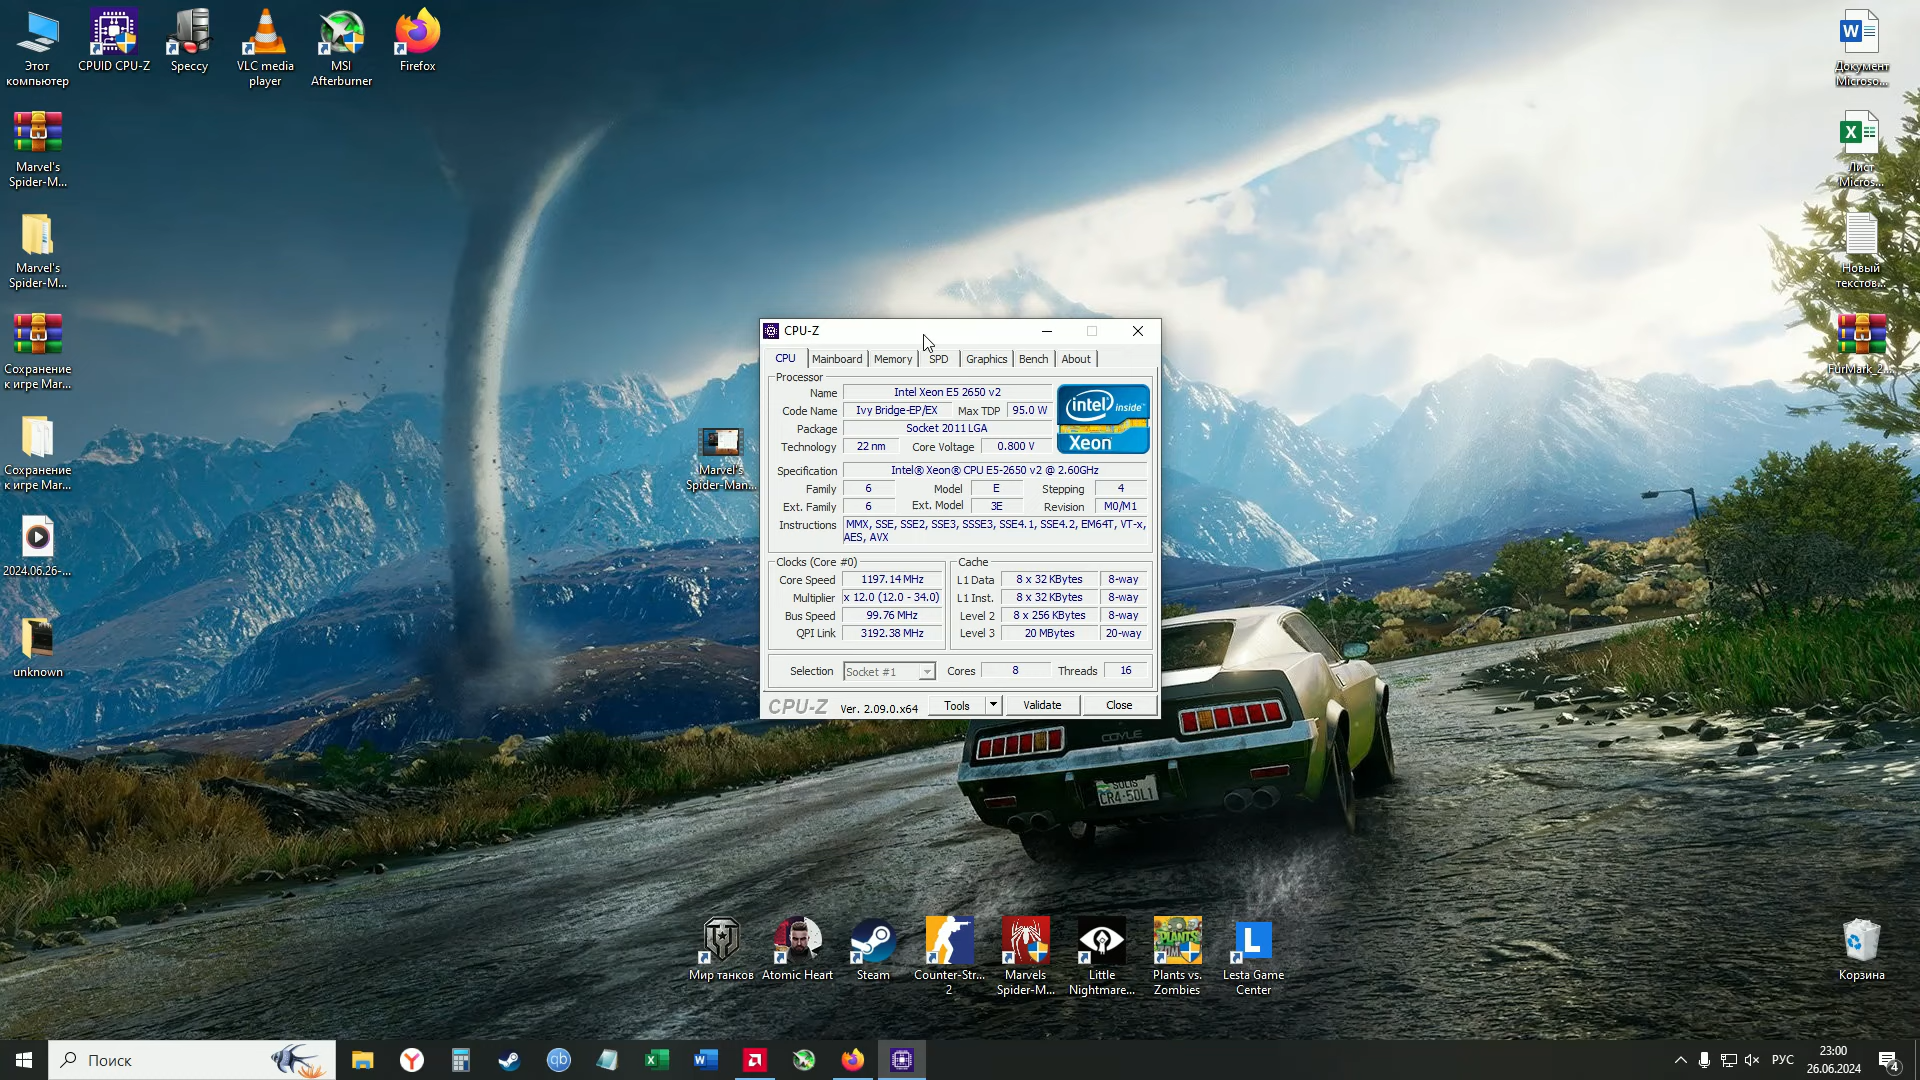 Этот
компьютер
CPUID CPU-Z
Speccy
VLC media
player
MSI
Afterburner
Firefox
Marvel's
Spider-M...
Marvel's
Spider-M...
Сохранение
к игре Mar...
Сохранение
к игре Mar...
2024.06.26-...
unknown
Marvel's
Spider-Man...
Документ
Microso...
Лист
Micros...
Новый
текстов...
FurMark_2...
CPU-Z
CPU
Mainboard
Memory
SPD
Graphics
Bench
About
Processor
Name
Intel Xeon E5 2650 v2
Code Name
Ivy Bridge-EP/EX
Max TDP
95.0 W
Package
Socket 2011 LGA
Technology
22 nm
Core Voltage
0.800 V
intel inside™
Xeon
Specification
Intel® Xeon® CPU E5-2650 v2 @ 2.60GHz
Family
6
Model
E
Stepping
4
Ext. Family
6
Ext. Model
3E
Revision
M0/M1
Instructions
MMX, SSE, SSE2, SSE3, SSSE3, SSE4.1, SSE4.2, EM64T, VT-x,
AES, AVX
Clocks (Core #0)
Core Speed
1197.14 MHz
Multiplier
x 12.0 (12.0 - 34.0)
Bus Speed
99.76 MHz
QPI Link
3192.38 MHz
Cache
L1 Data
8 x 32 KBytes
8-way
L1 Inst.
8 x 32 KBytes
8-way
Level 2
8 x 256 KBytes
8-way
Level 3
20 MBytes
20-way
Selection
Socket #1
Cores
8
Threads
16
CPU-Z
Ver. 2.09.0.x64
Tools
Validate
Close
COYLE
SOLIS
CR4-50L1
Мир танков
Atomic Heart
Steam
Counter-Str...
2
Marvels
Spider-M...
Little
Nightmare...
Plants vs.
Zombies
Lesta Game
Center
Корзина
Поиск
РУС
23:00
26.06.2024
4